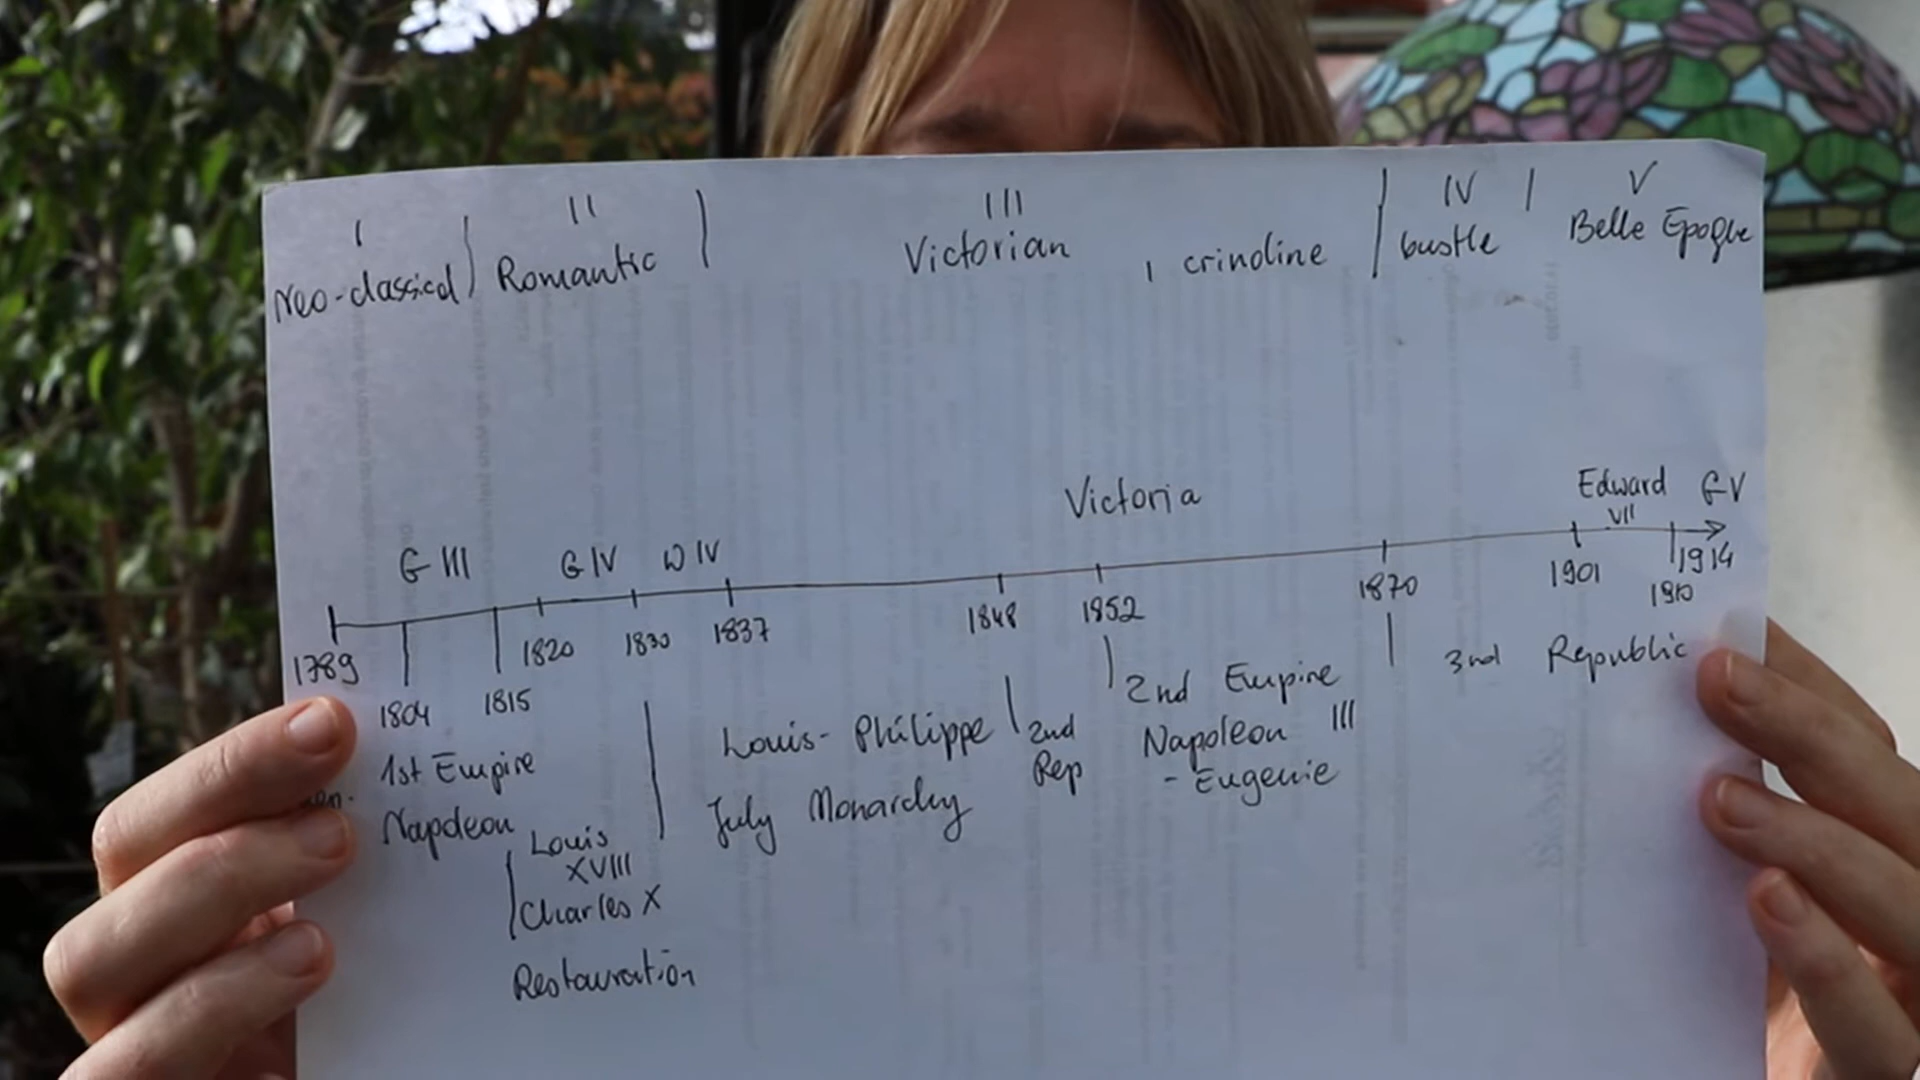 I II III IV V
Neo-classical Romantic Victorian crinoline bustle Belle Epoque
Victoria Edward VII G V
G III G IV W IV
1789 1804 1815 1820 1830 1837 1848 1852 1870 1901 1910 1914
1st Empire
Napoleon
Louis
XVIII
Charles X
Restauration
Louis-Philippe
July Monarchy
2nd
Rep
2nd Empire
Napoleon III
- Eugenie
3nd Republic